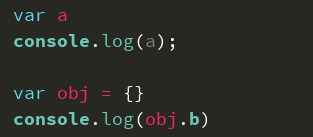 var a
console.log(a);
var obj = {}
console.log(obj.b)